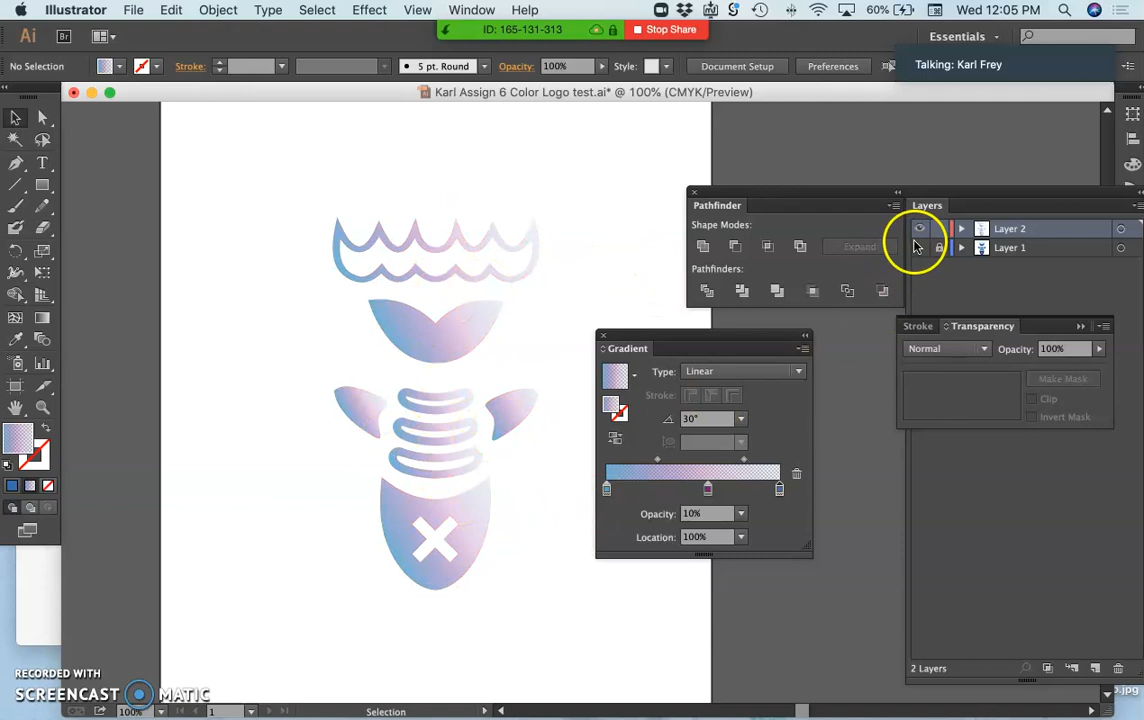 Illustrator File Edit Object Type Select Effect View Window Help
60% Wed 12:05 PM
ID: 165-131-313 Stop Share
Ai Br Essentials
Talking: Karl Frey
No Selection Stroke: 5 pt. Round Opacity: 100% Style: Document Setup Preferences
Karl Assign 6 Color Logo test.ai* @ 100% (CMYK/Preview)
Pathfinder
Shape Modes:
Expand
Pathfinders:
Layers
Layer 2
Layer 1
Gradient
Type: Linear
Stroke:
30°
Opacity: 10%
Location: 100%
Stroke Transparency
Normal Opacity: 100%
Make Mask
Clip
Invert Mask
2 Layers
p.jpg
RECORDED WITH
SCREENCAST MATIC
100% 1 Selection